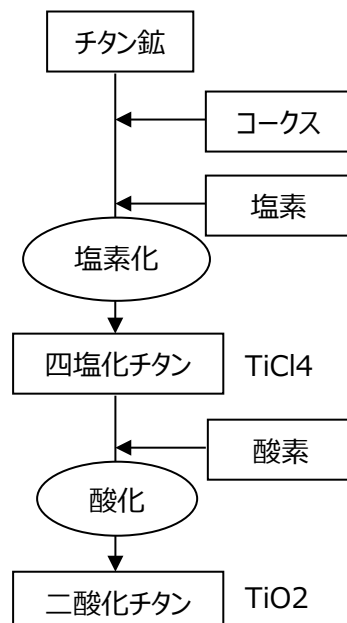 チタン鉱
コークス
塩素
塩素化
四塩化チタン TiCl4
酸素
酸化
二酸化チタン TiO2